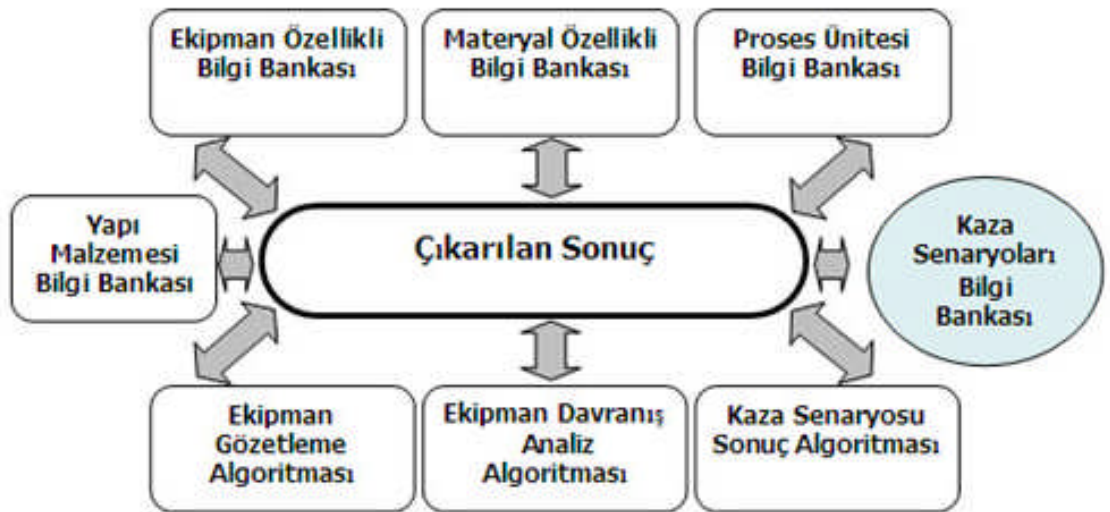 Ekipman Özellikli
Bilgi Bankası
Materyal Özellikli
Bilgi Bankası
Proses Ünitesi
Bilgi Bankası
Yapı
Malzemesi
Bilgi Bankası
Çıkarılan Sonuç
Kaza
Senaryoları
Bilgi
Bankası
Ekipman
Gözetleme
Algoritması
Ekipman Davranış
Analiz
Algoritması
Kaza Senaryosu
Sonuç Algoritması